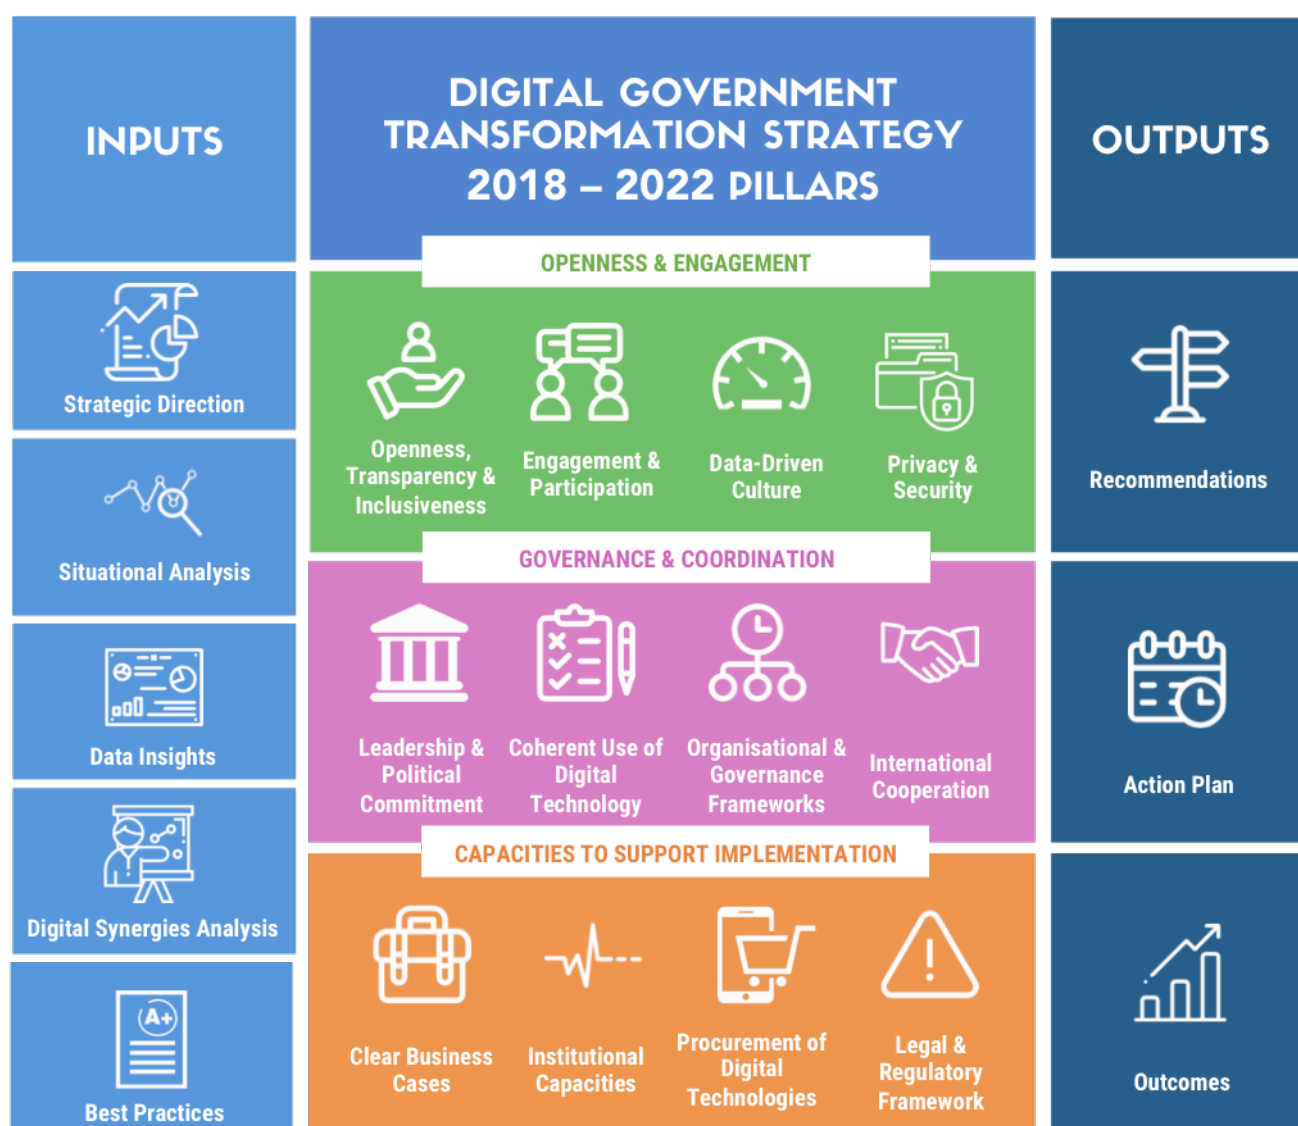 INPUTS
DIGITAL GOVERNMENT
TRANSFORMATION STRATEGY
2018 – 2022 PILLARS
OUTPUTS
Strategic Direction
Situational Analysis
Data Insights
Digital Synergies Analysis
A+
Best Practices
OPENNESS & ENGAGEMENT
Openness,
Transparency &
Inclusiveness
Engagement &
Participation
Data-Driven
Culture
Privacy &
Security
GOVERNANCE & COORDINATION
Leadership &
Political
Commitment
Coherent Use of
Digital
Technology
Organisational &
Governance
Frameworks
International
Cooperation
CAPACITIES TO SUPPORT IMPLEMENTATION
Clear Business
Cases
Institutional
Capacities
Procurement of
Digital
Technologies
Legal &
Regulatory
Framework
Recommendations
Action Plan
Outcomes